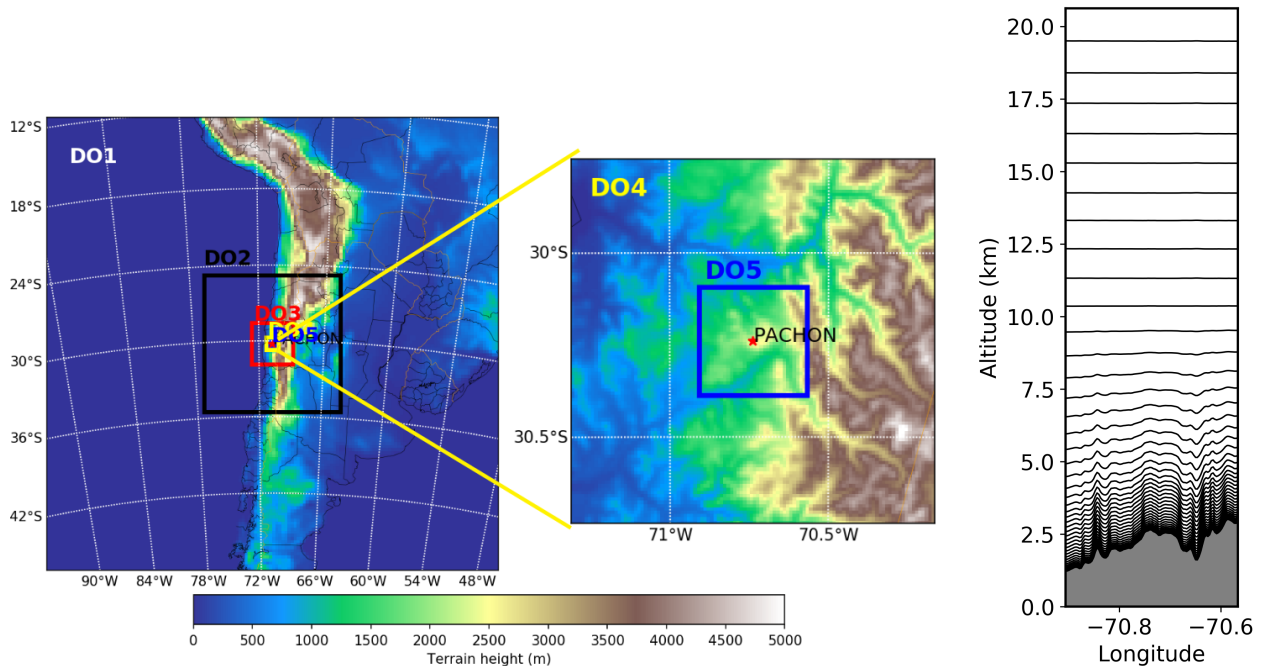 DO1
DO2
DO3
DO5
PACHON
12°S
18°S
24°S
30°S
36°S
42°S
90°W 84°W 78°W 72°W 66°W 60°W 54°W 48°W
DO4
DO5
PACHON
30°S
30.5°S
71°W 70.5°W
0 500 1000 1500 2000 2500 3000 3500 4000 4500 5000
Terrain height (m)
Altitude (km)
20.0
17.5
15.0
12.5
10.0
7.5
5.0
2.5
0.0
−70.8 −70.6
Longitude